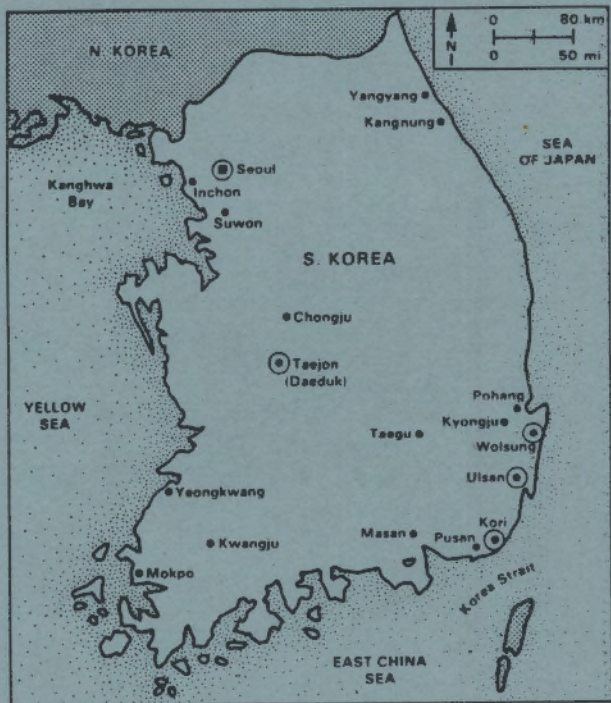 N. KOREA
0 80 km
N
0 50 mi
Yangyang
Kangnung
SEA
OF JAPAN
Seoul
Kanghwa
Bay
Inchon
Suwon
S. KOREA
Chongju
Taejon
(Daeduk)
YELLOW
SEA
Pohang
Kyongju
Taegu
Wolsung
Ulsan
Yeongkwang
Kori
Masan
Pusan
Kwangju
Mokpo
Korea Strait
EAST CHINA
SEA